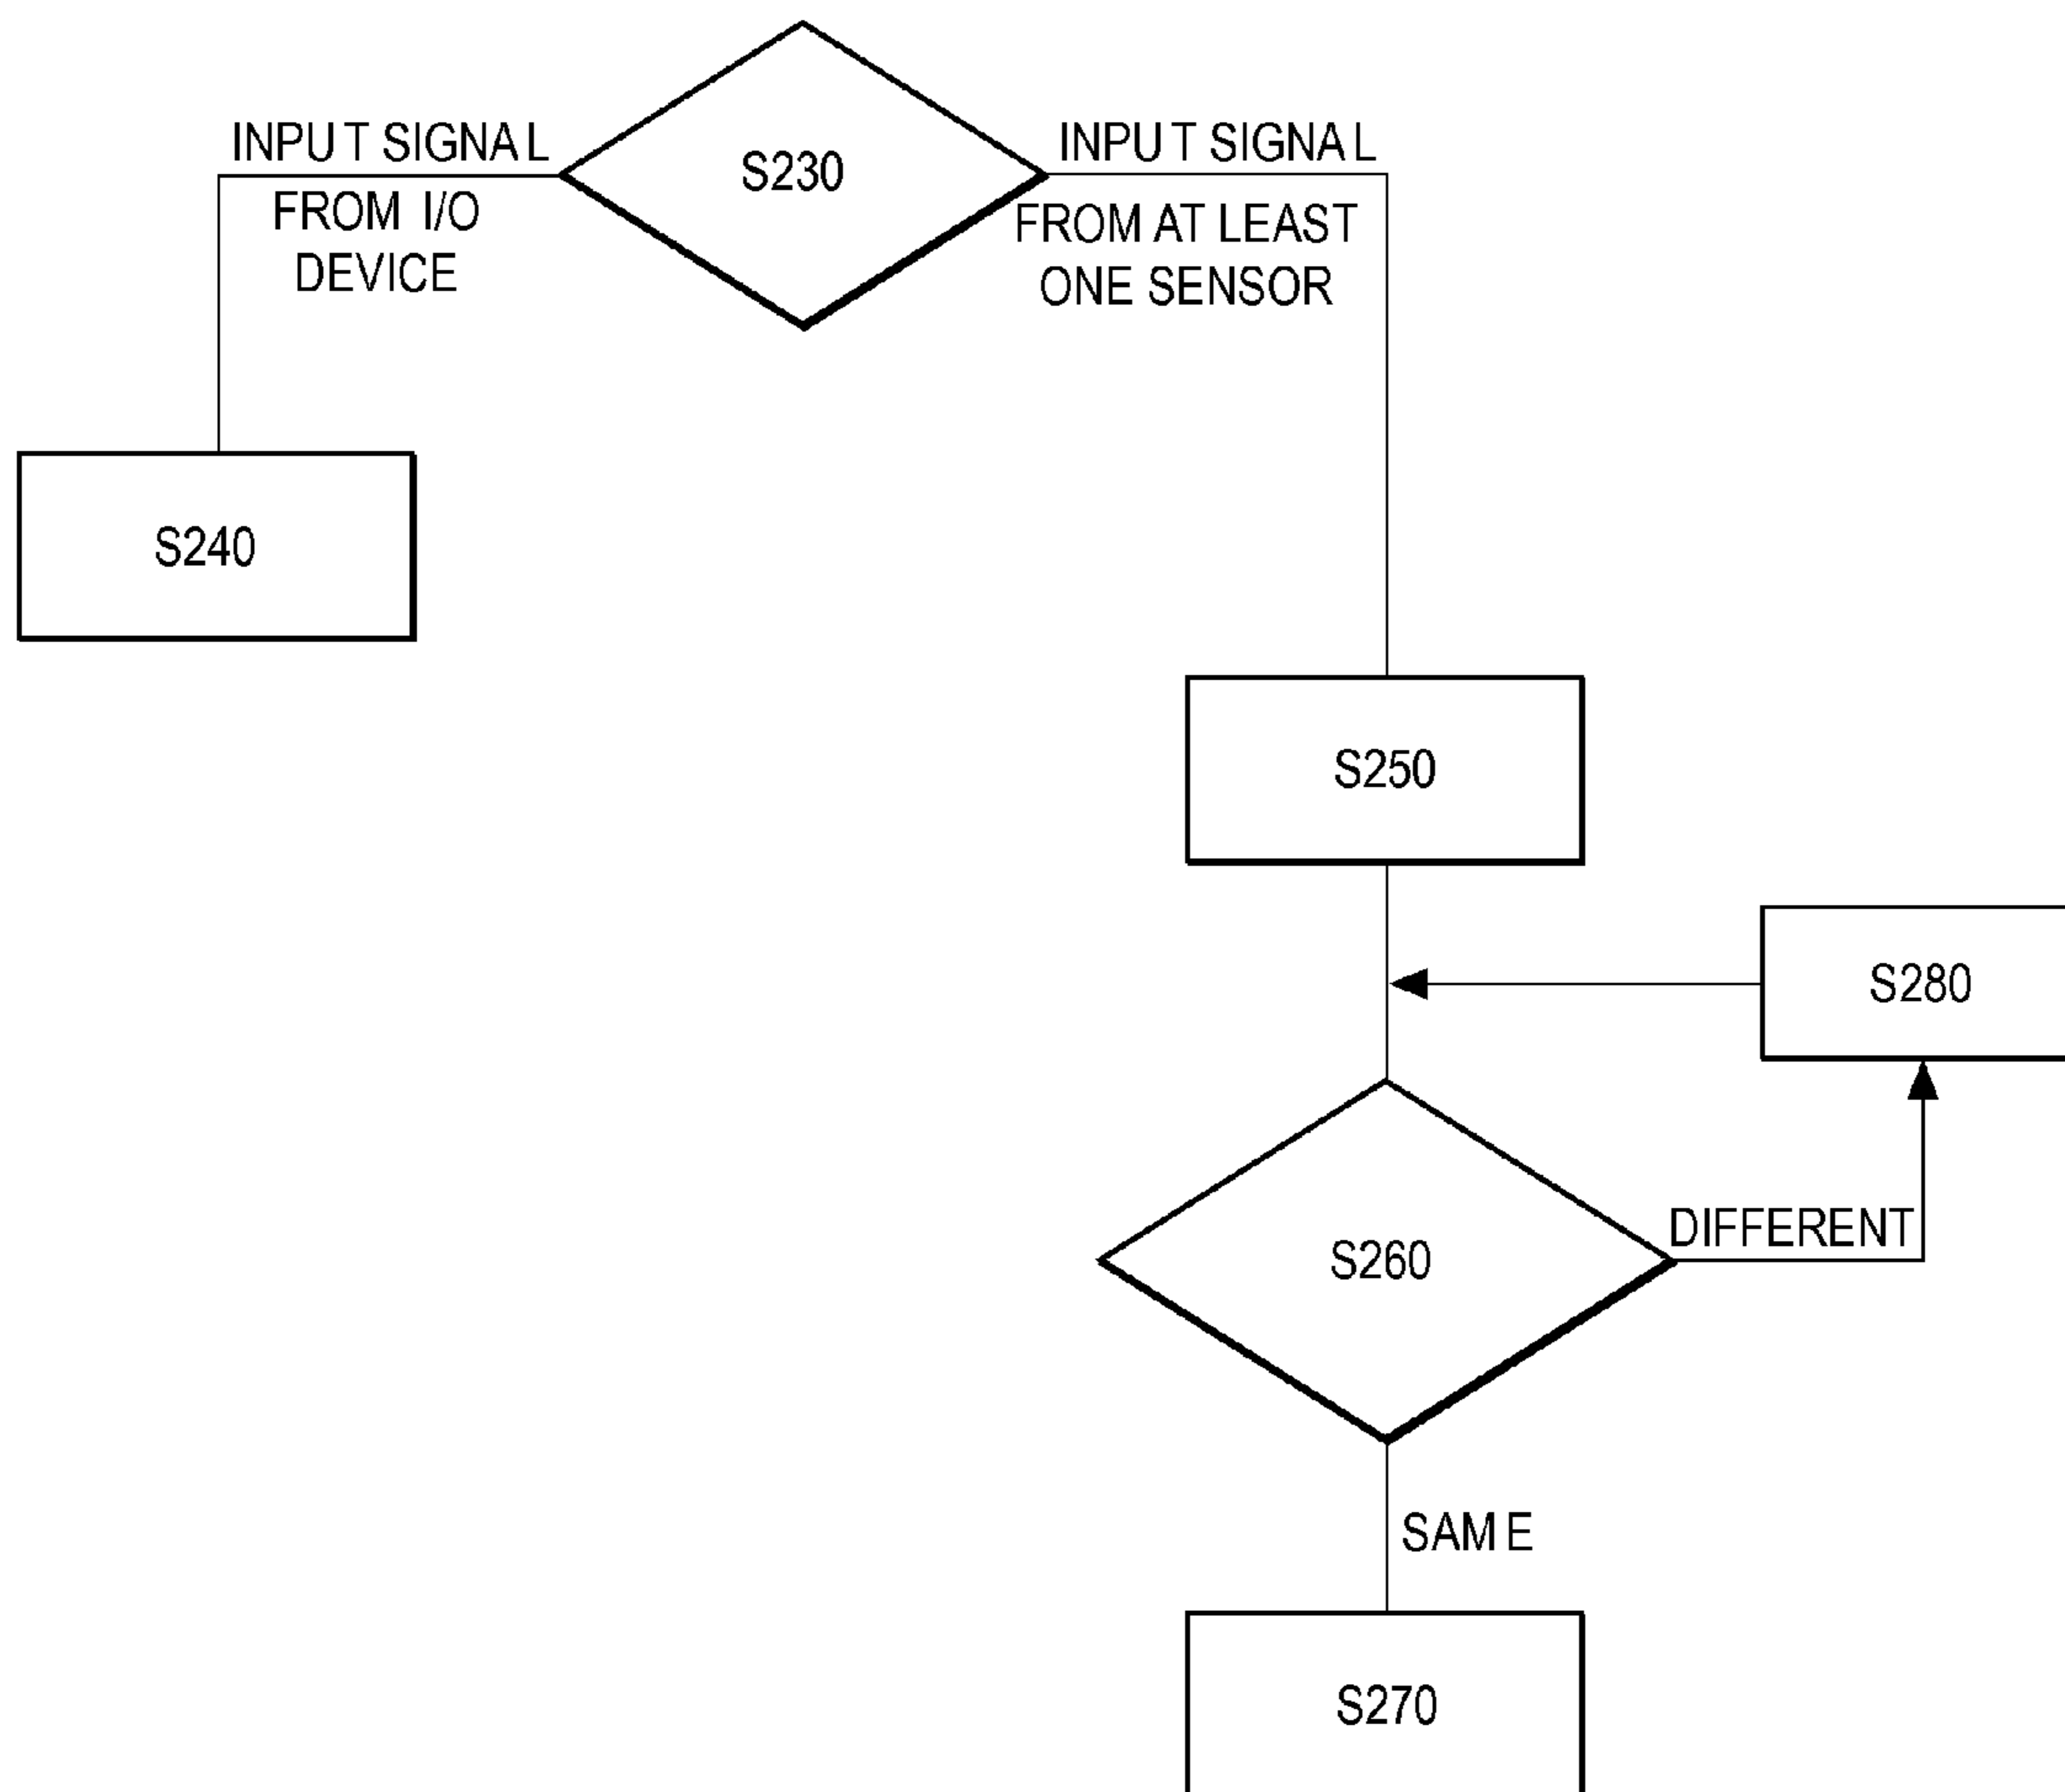 INPUT SIGNAL
FROM I/O
DEVICE
S230
INPUT SIGNAL
FROM AT LEAST
ONE SENSOR
S240
S250
S280
S260
DIFFERENT
SAME
S270